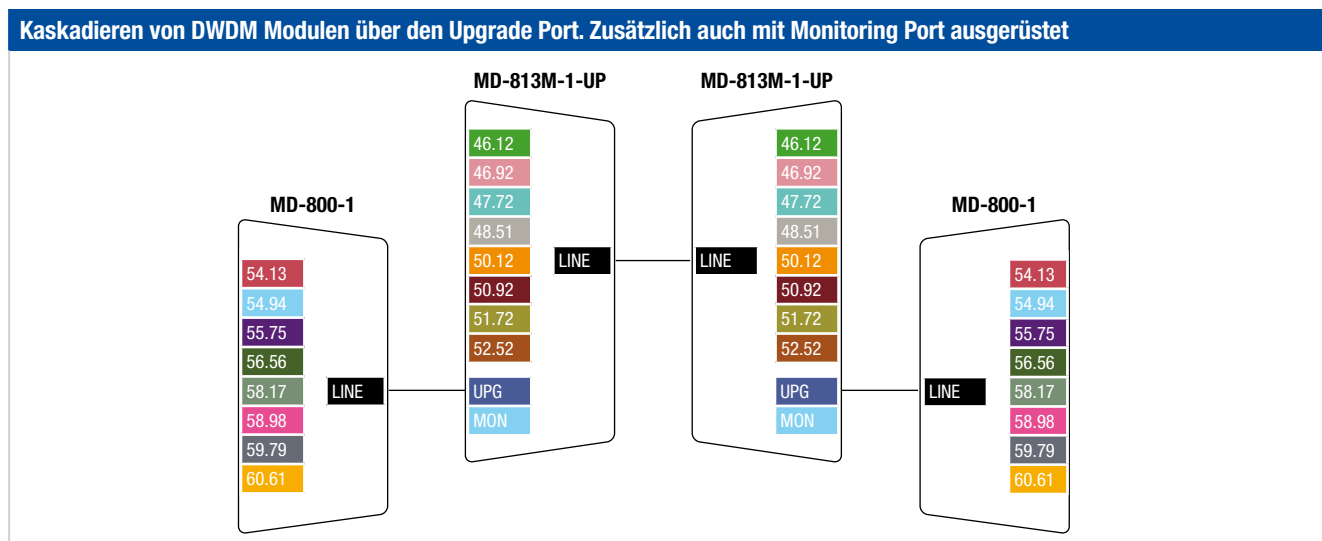 Kaskadieren von DWDM Modulen über den Upgrade Port. Zusätzlich auch mit Monitoring Port ausgerüstet
MD-800-1
54.13
54.94
55.75
56.56
58.17
58.98
59.79
60.61
LINE
MD-813M-1-UP
46.12
46.92
47.72
48.51
50.12
50.92
51.72
52.52
UPG
MON
LINE
MD-813M-1-UP
LINE
46.12
46.92
47.72
48.51
50.12
50.92
51.72
52.52
UPG
MON
MD-800-1
LINE
54.13
54.94
55.75
56.56
58.17
58.98
59.79
60.61